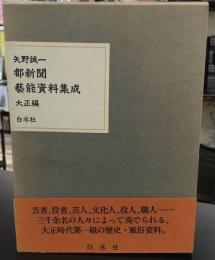 矢野誠一
都新聞
藝能資料集成
大正編
白水社
芸者、役者、芸人、文化人、役人、職人……
三千余名の人々によって奏でられる、
大正時代第一級の歴史・風俗資料。
白水社